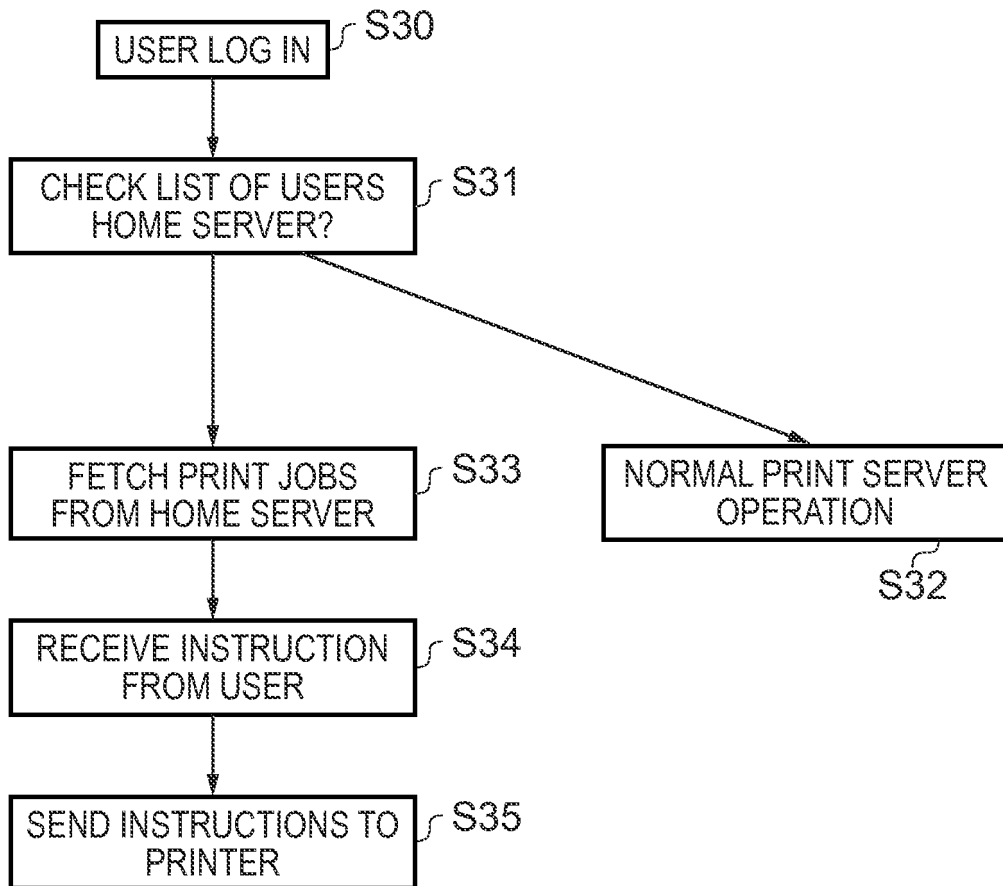 USER LOG IN
S30
CHECK LIST OF USERS
HOME SERVER?
S31
FETCH PRINT JOBS
FROM HOME SERVER
S33
NORMAL PRINT SERVER
OPERATION
S32
RECEIVE INSTRUCTION
FROM USER
S34
SEND INSTRUCTIONS TO
PRINTER
S35